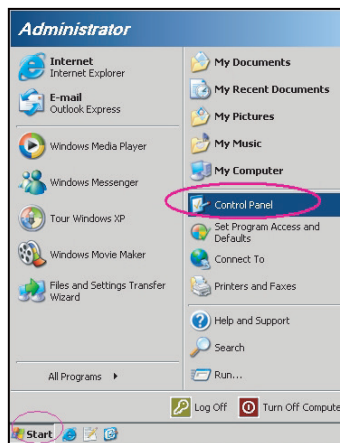 Administrator
Internet
Internet Explorer
E-mail
Outlook Express
Windows Media Player
Windows Messenger
Tour Windows XP
Windows Movie Maker
Files and Settings Transfer
Wizard
All Programs
My Documents
My Recent Documents
My Pictures
My Music
My Computer
Control Panel
Set Program Access and
Defaults
Connect To
Printers and Faxes
Help and Support
Search
Run...
Log Off
Turn Off Compute
Start